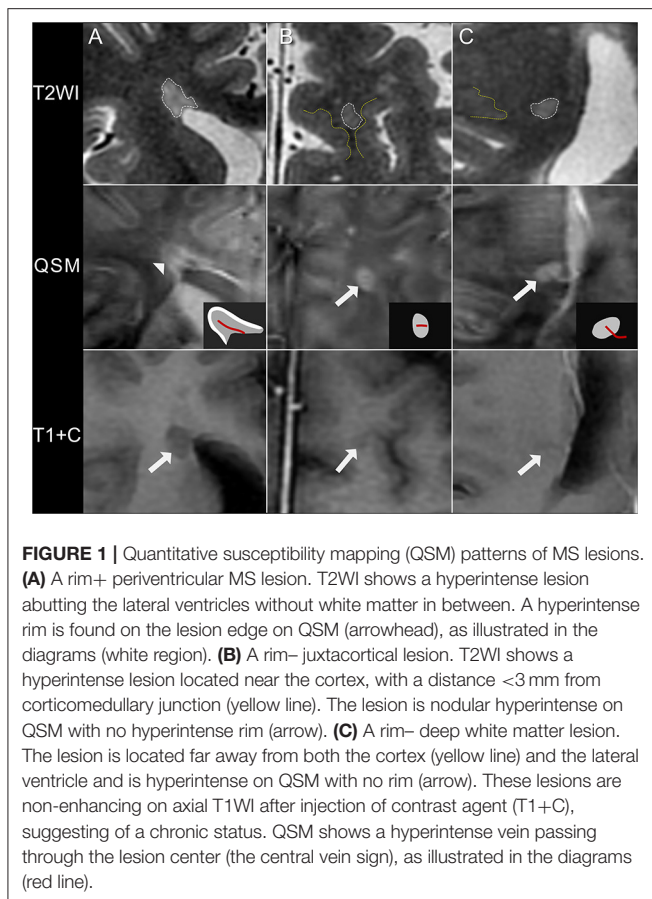 A
B
C
T2WI
QSM
T1+C
FIGURE 1 | Quantitative susceptibility mapping (QSM) patterns of MS lesions.
(A) A rim+ periventricular MS lesion. T2WI shows a hyperintense lesion
abutting the lateral ventricles without white matter in between. A hyperintense
rim is found on the lesion edge on QSM (arrowhead), as illustrated in the
diagrams (white region). (B) A rim– juxtacortical lesion. T2WI shows a
hyperintense lesion located near the cortex, with a distance <3 mm from
corticomedullary junction (yellow line). The lesion is nodular hyperintense on
QSM with no hyperintense rim (arrow). (C) A rim– deep white matter lesion.
The lesion is located far away from both the cortex (yellow line) and the lateral
ventricle and is hyperintense on QSM with no rim (arrow). These lesions are
non-enhancing on axial T1WI after injection of contrast agent (T1+C),
suggesting of a chronic status. QSM shows a hyperintense vein passing
through the lesion center (the central vein sign), as illustrated in the diagrams
(red line).